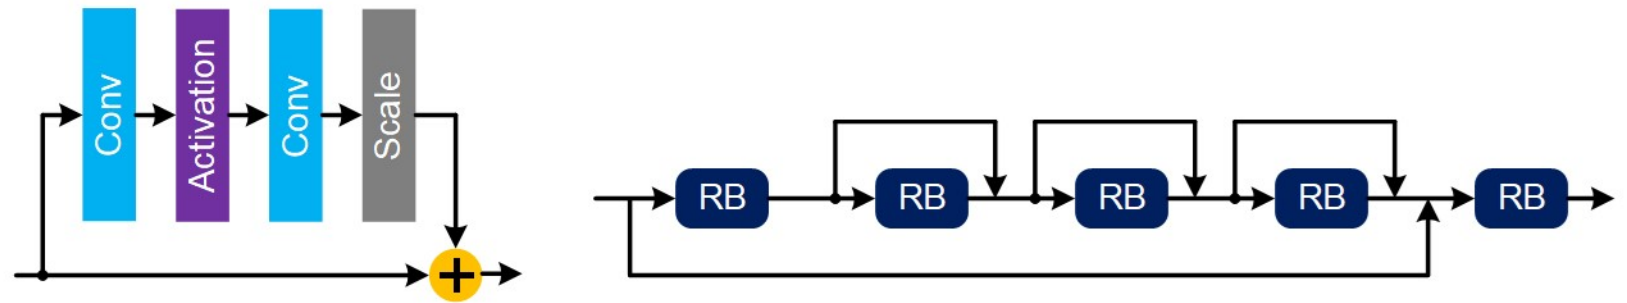 Conv
Activation
Conv
Scale
+
RB
RB
RB
RB
RB